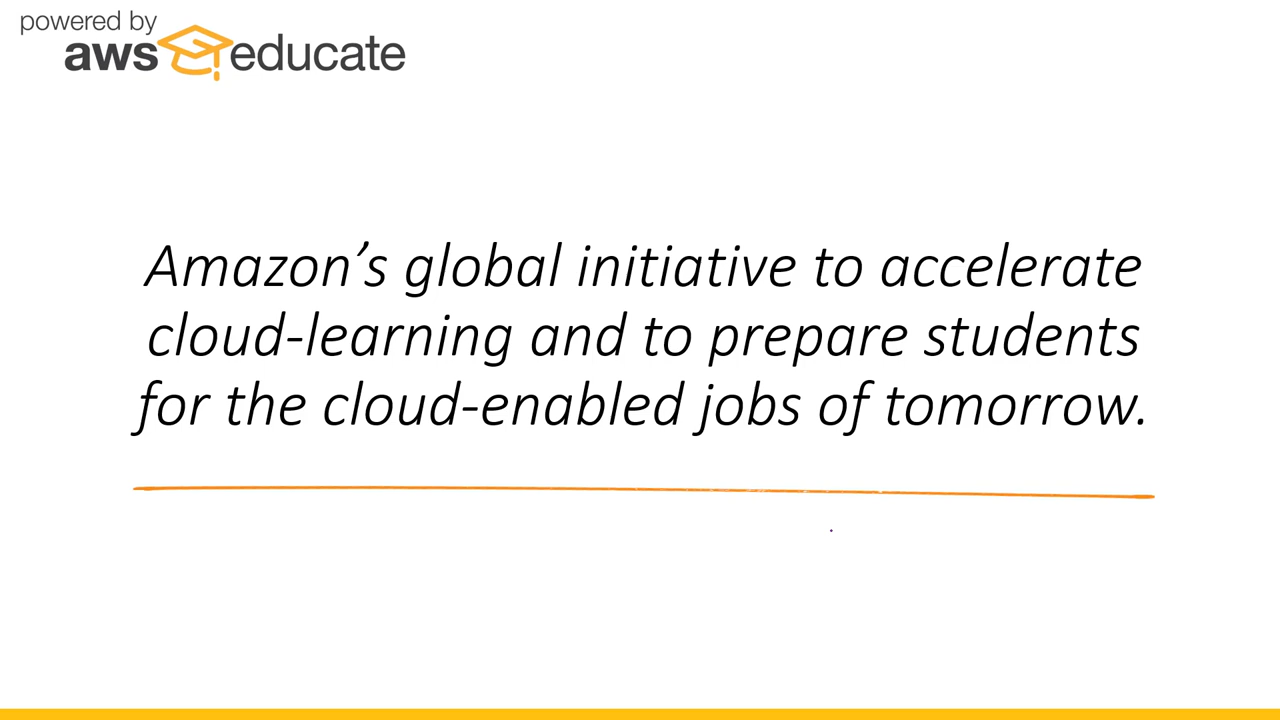 powered by
aws educate
Amazon’s global initiative to accelerate
cloud-learning and to prepare students
for the cloud-enabled jobs of tomorrow.